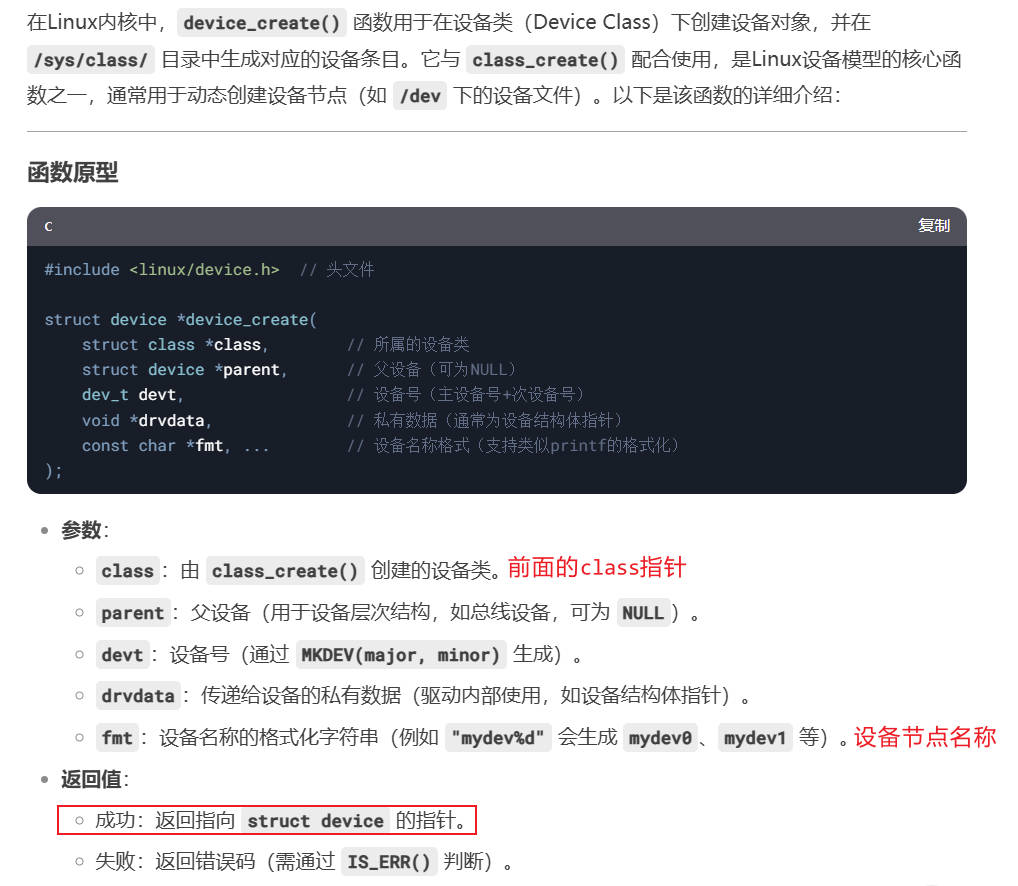 在Linux内核中，device_create() 函数用于在设备类（Device Class）下创建设备对象，并在
/sys/class/ 目录中生成对应的设备条目。它与 class_create() 配合使用，是Linux设备模型的核心函
数之一，通常用于动态创建设备节点（如 /dev 下的设备文件）。以下是该函数的详细介绍：
函数原型
c 复制
#include <linux/device.h>  // 头文件
struct device *device_create(
    struct class *class,        // 所属的设备类
    struct device *parent,      // 父设备（可为NULL）
    dev_t devt,                 // 设备号（主设备号+次设备号）
    void *drvdata,              // 私有数据（通常为设备结构体指针）
    const char *fmt, ...        // 设备名称格式（支持类似printf的格式化）
);
参数：
class：由 class_create() 创建的设备类。前面的class指针
parent：父设备（用于设备层次结构，如总线设备，可为 NULL）。
devt：设备号（通过 MKDEV(major, minor) 生成）。
drvdata：传递给设备的私有数据（驱动内部使用，如设备结构体指针）。
fmt：设备名称的格式化字符串（例如 "mydev%d" 会生成 mydev0、mydev1 等）。设备节点名称
返回值：
成功：返回指向 struct device 的指针。
失败：返回错误码（需通过 IS_ERR() 判断）。